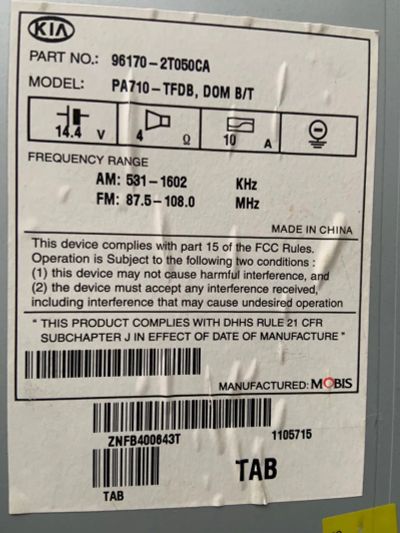 KIA
PART NO.: 96170-2T050CA
MODEL: PA710-TFDB, DOM B/T
14.4 V 4 Ω 10 A
FREQUENCY RANGE
AM: 531-1602 KHz
FM: 87.5-108.0 MHz
MADE IN CHINA
This device complies with part 15 of the FCC Rules.
Operation is Subject to the following two conditions :
(1) this device may not cause harmful interference, and
(2) the device must accept any interference received,
including interference that may cause undesired operation
" THIS PRODUCT COMPLIES WITH DHHS RULE 21 CFR
SUBCHAPTER J IN EFFECT OF DATE OF MANUFACTURE "
MANUFACTURED: MOBIS
ZNFB400643T 1105715
TAB
TAB